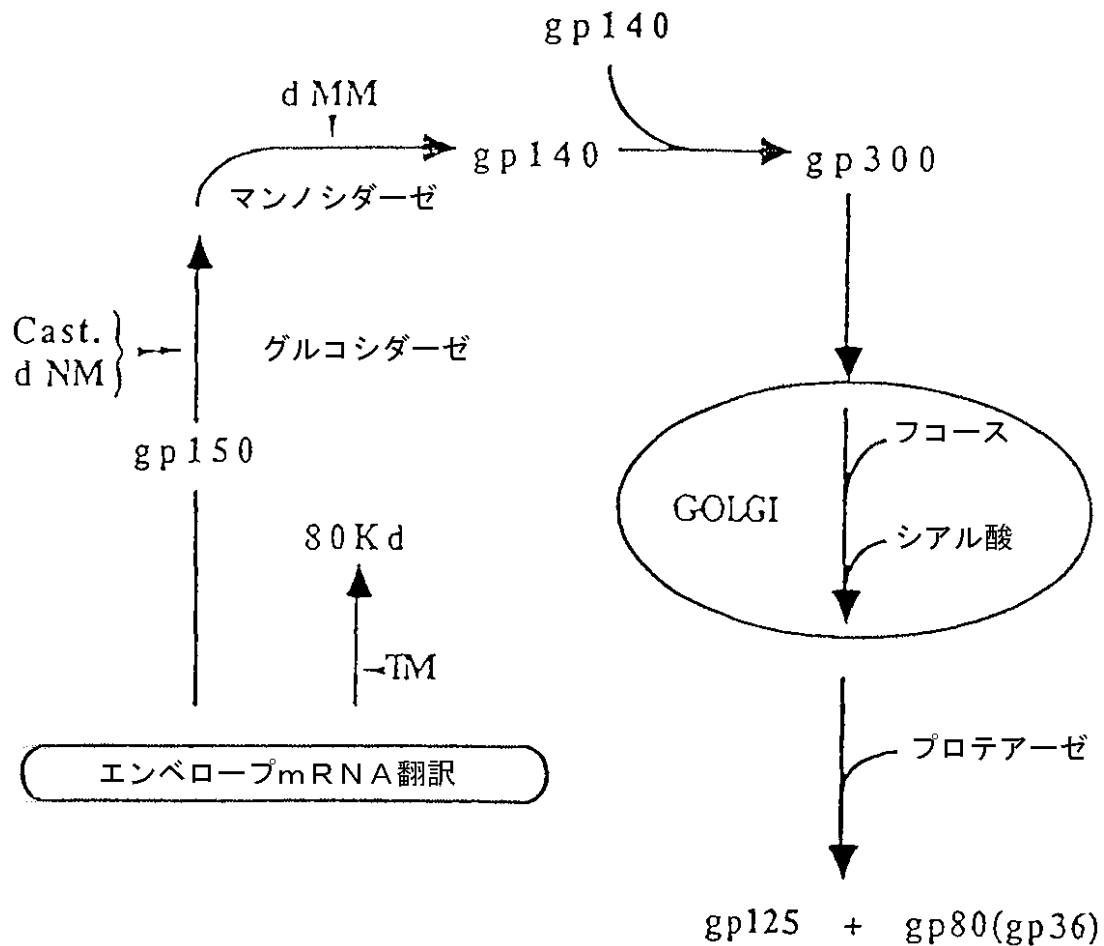 gp140
dMM
gp140
gp300
マンノシダーゼ
Cast.
dNM
グルコシダーゼ
gp150
フコース
GOLGI
シアル酸
80Kd
TM
エンベロープmRNA翻訳
プロテアーゼ
gp125 + gp80(gp36)